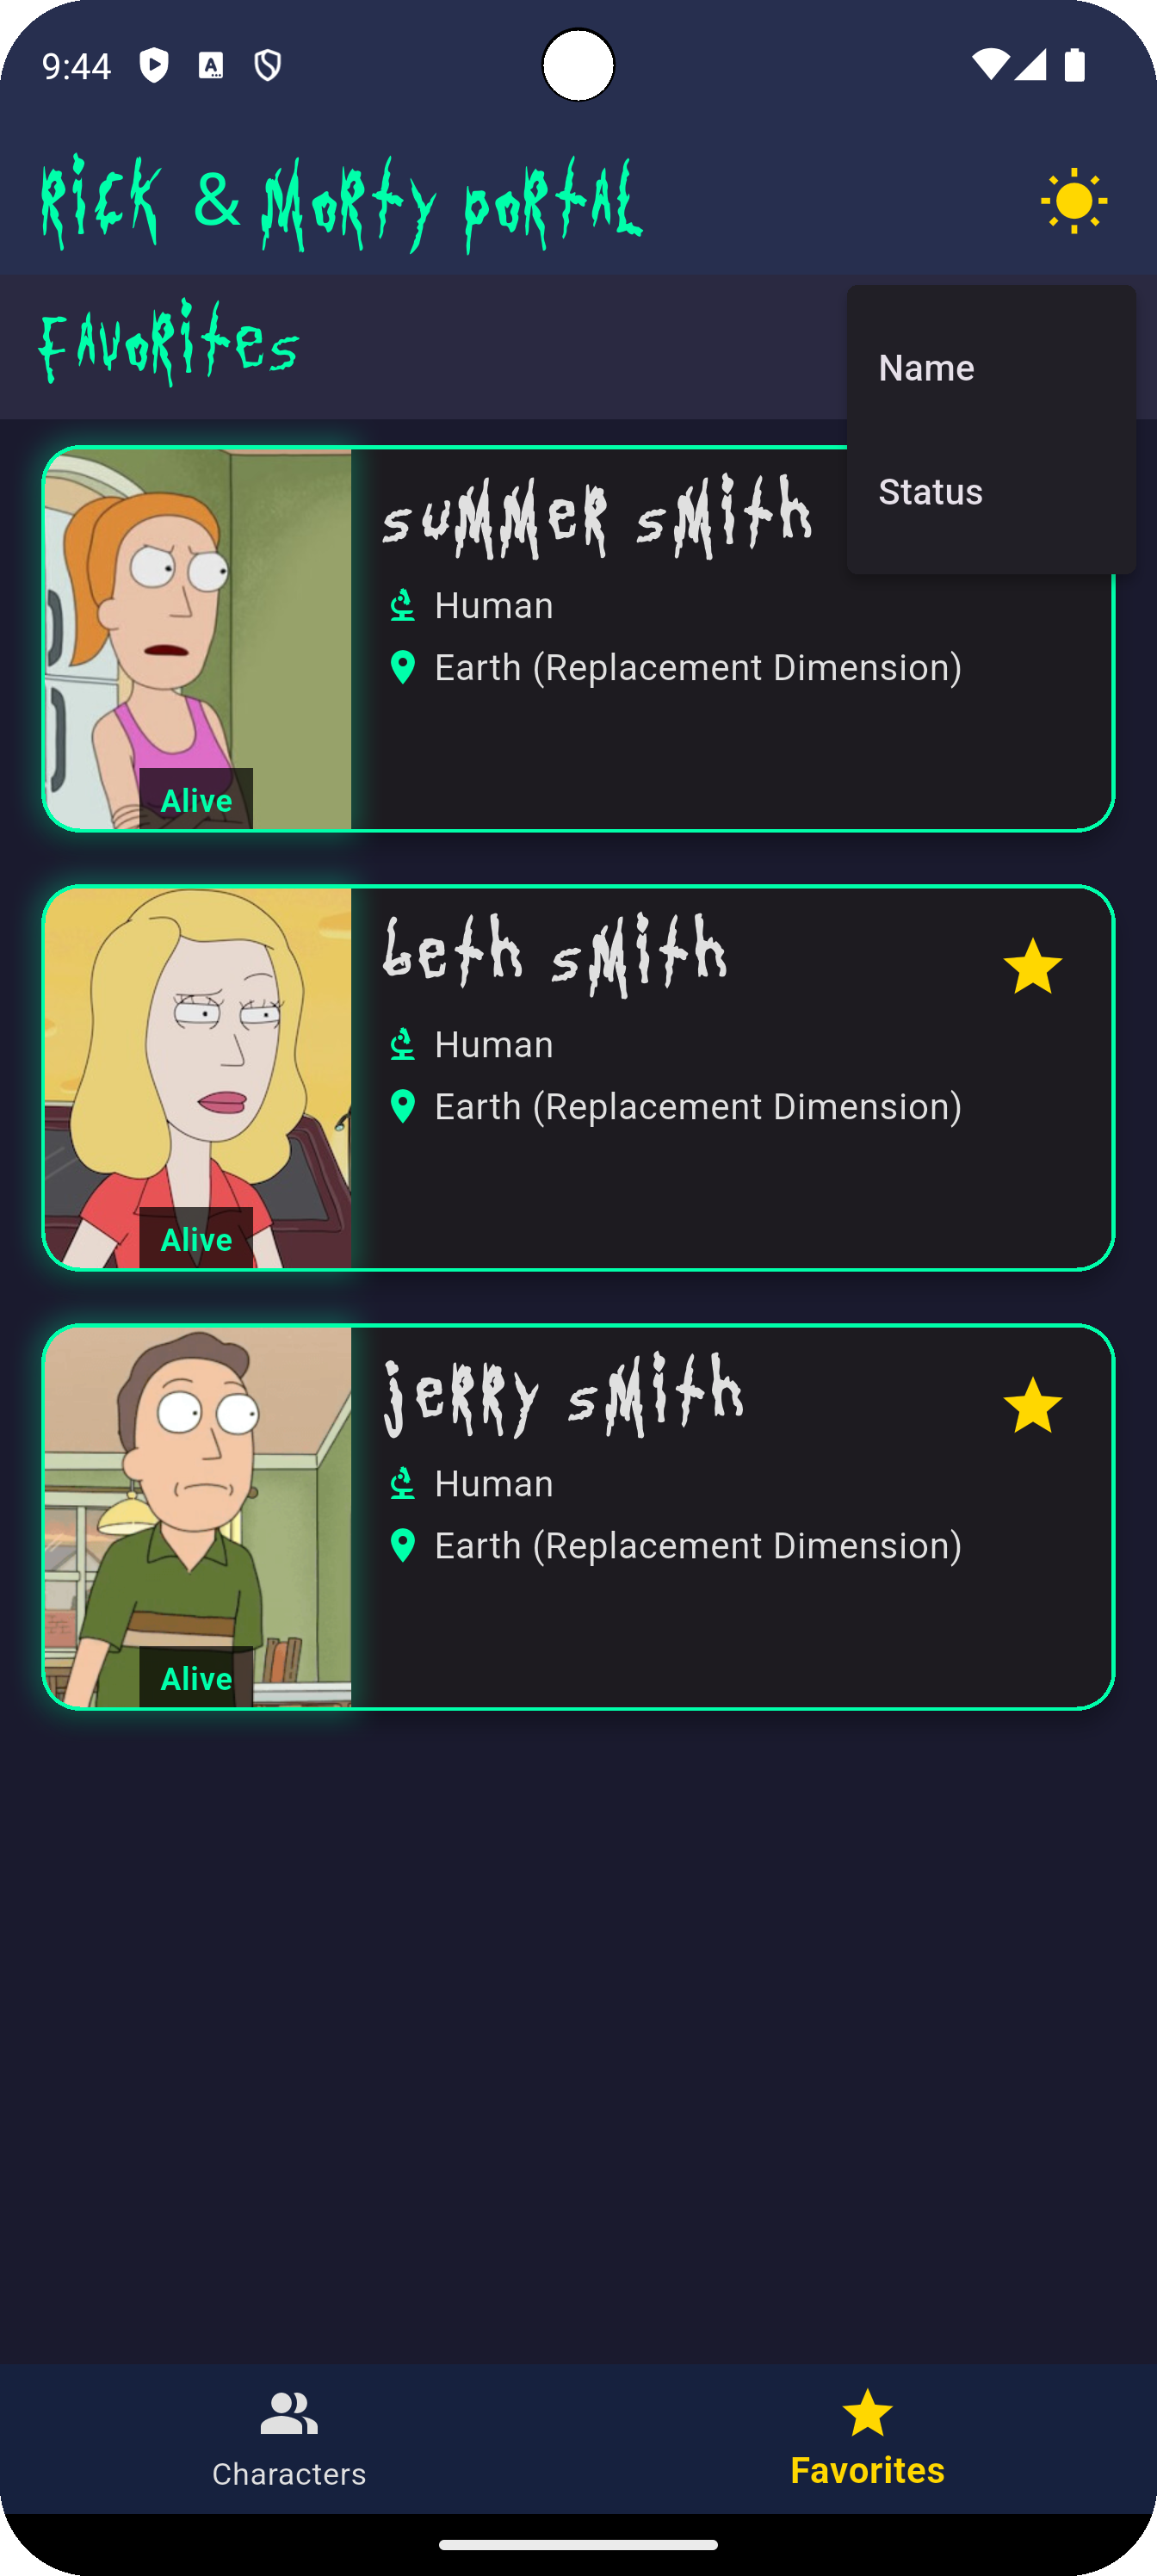 9:44
Rick & Morty Portal
Favorites
Name
Status
Summer Smith
Human
Earth (Replacement Dimension)
Alive
Beth Smith
Human
Earth (Replacement Dimension)
Alive
Jerry Smith
Human
Earth (Replacement Dimension)
Alive
Characters
Favorites